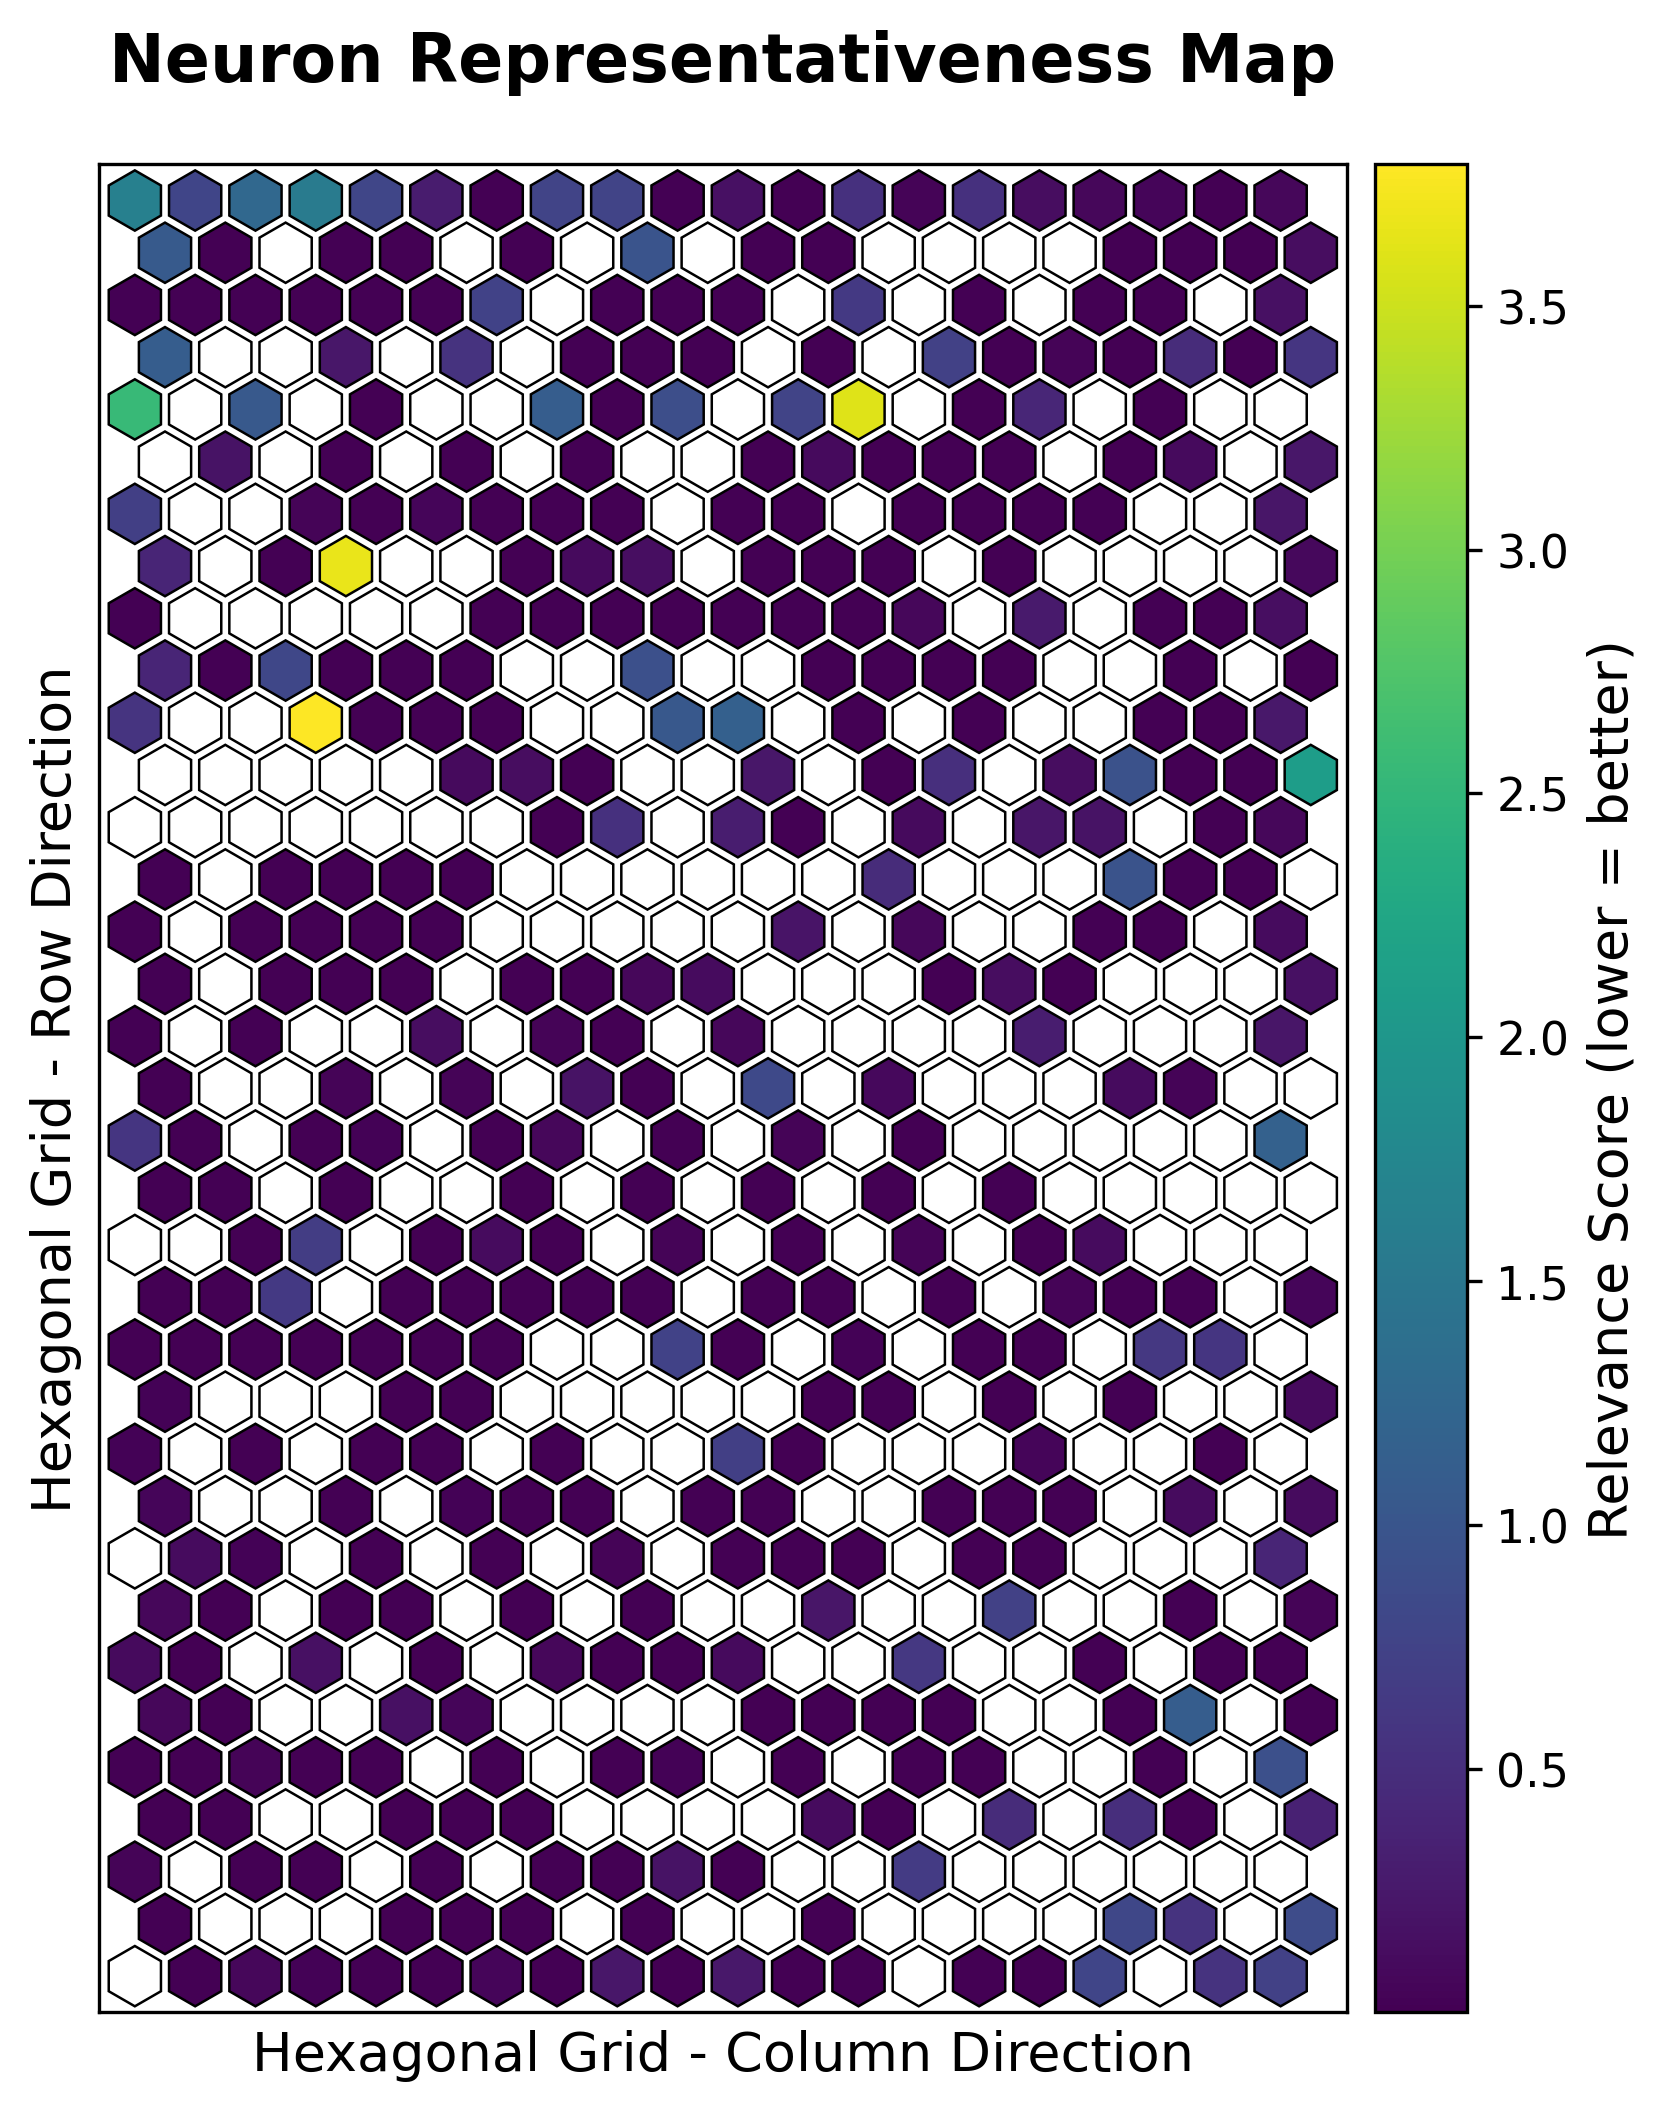 Neuron Representativeness Map
Hexagonal Grid - Row Direction
Hexagonal Grid - Column Direction
3.5
3.0
2.5
2.0
1.5
1.0
0.5
Relevance Score (lower = better)